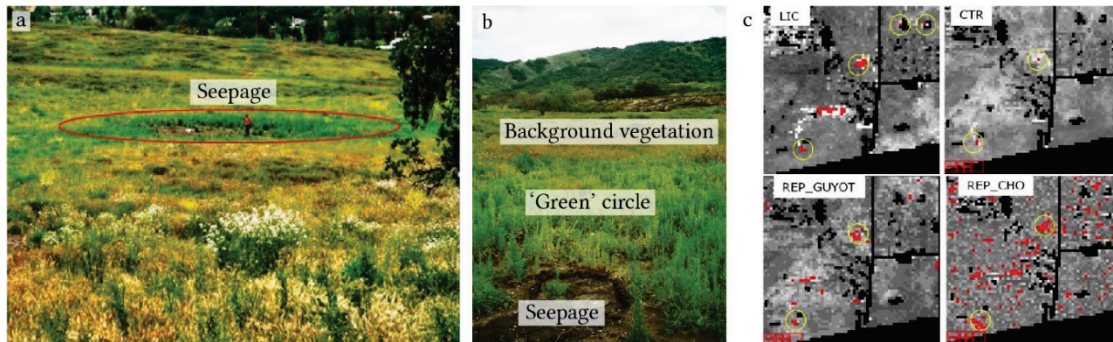 a
Seepage
b
Background vegetation
‘Green’ circle
Seepage
c
LIC
CTR
REP_GUYOT
REP_CHO